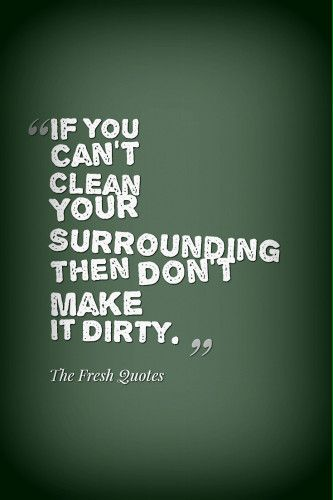 “IF YOU
CAN'T
CLEAN
YOUR
SURROUNDING
THEN DON'T
MAKE
IT DIRTY.”
The Fresh Quotes